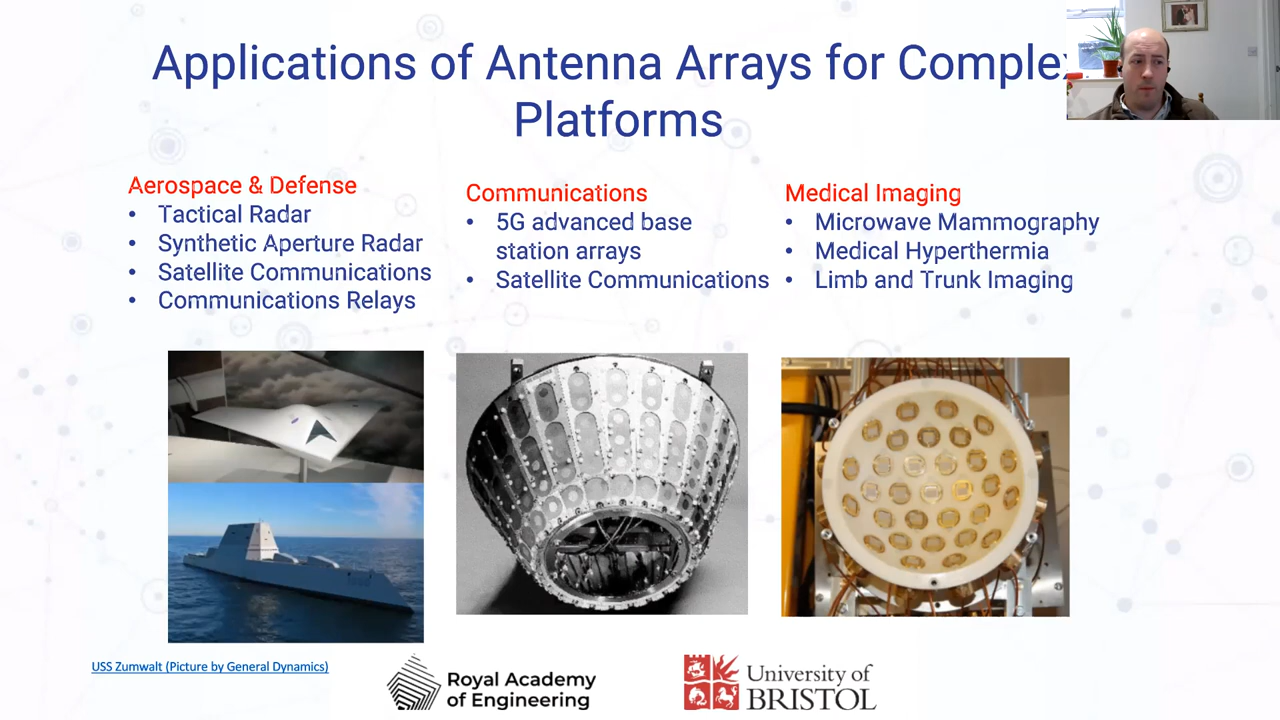 Applications of Antenna Arrays for Complex
Platforms
Aerospace & Defense
• Tactical Radar
• Synthetic Aperture Radar
• Satellite Communications
• Communications Relays
Communications
• 5G advanced base
station arrays
• Satellite Communications
Medical Imaging
• Microwave Mammography
• Medical Hyperthermia
• Limb and Trunk Imaging
USS Zumwalt (Picture by General Dynamics)
Royal Academy
of Engineering
University of
BRISTOL